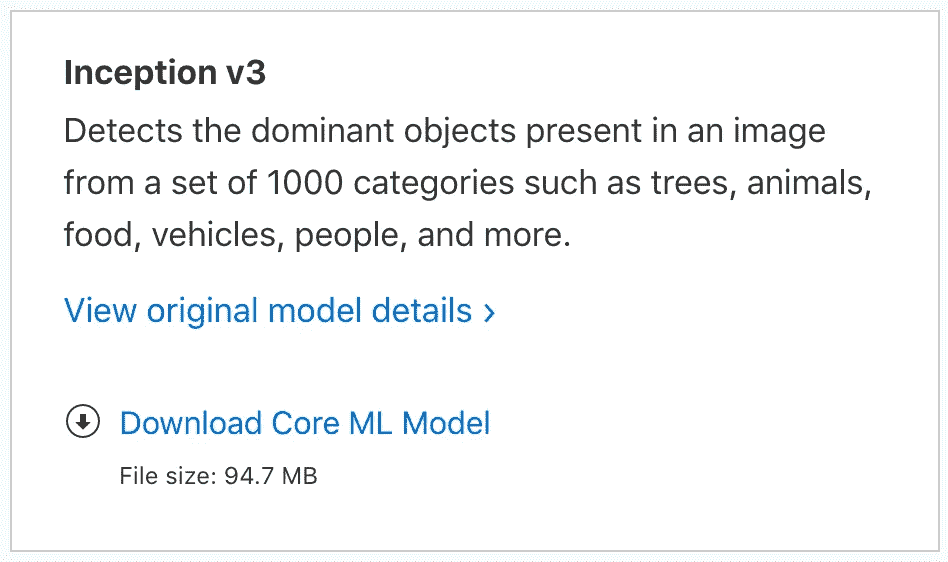 Inception v3
Detects the dominant objects present in an image
from a set of 1000 categories such as trees, animals,
food, vehicles, people, and more.
View original model details ›
Download Core ML Model
File size: 94.7 MB